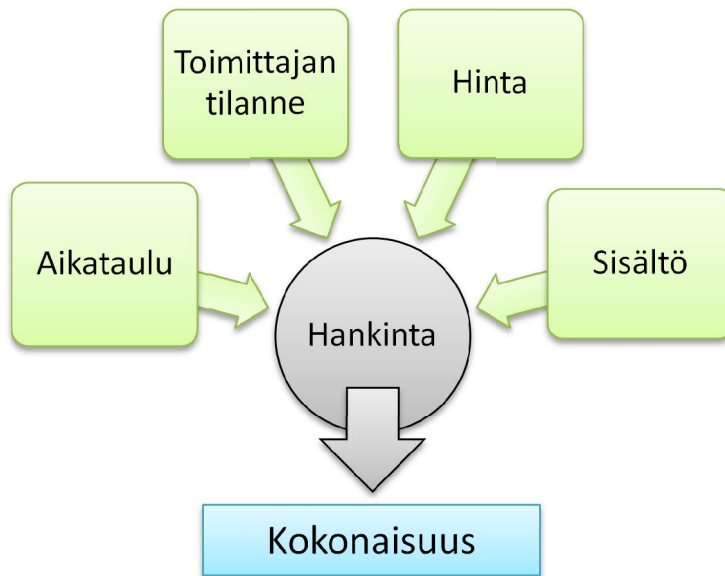 Toimittajan
tilanne
Hinta
Aikataulu
Sisältö
Hankinta
Kokonaisuus